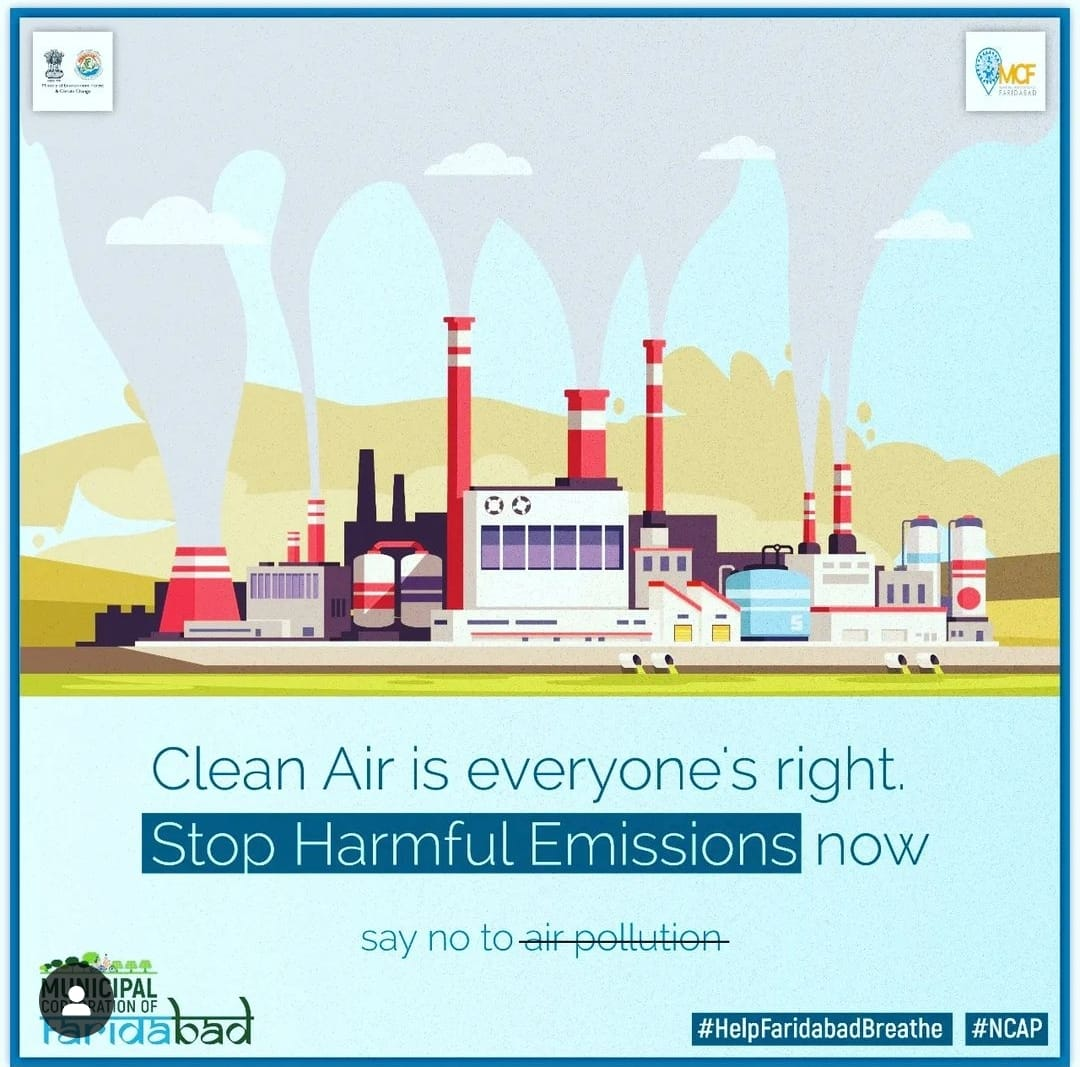 Ministry of Environment, Forest
& Climate Change
MCF
FARIDABAD
5
Clean Air is everyone's right.
Stop Harmful Emissions now
say no to air pollution
MUNICIPAL
CORPORATION OF
faridabad
#HelpFaridabadBreathe #NCAP